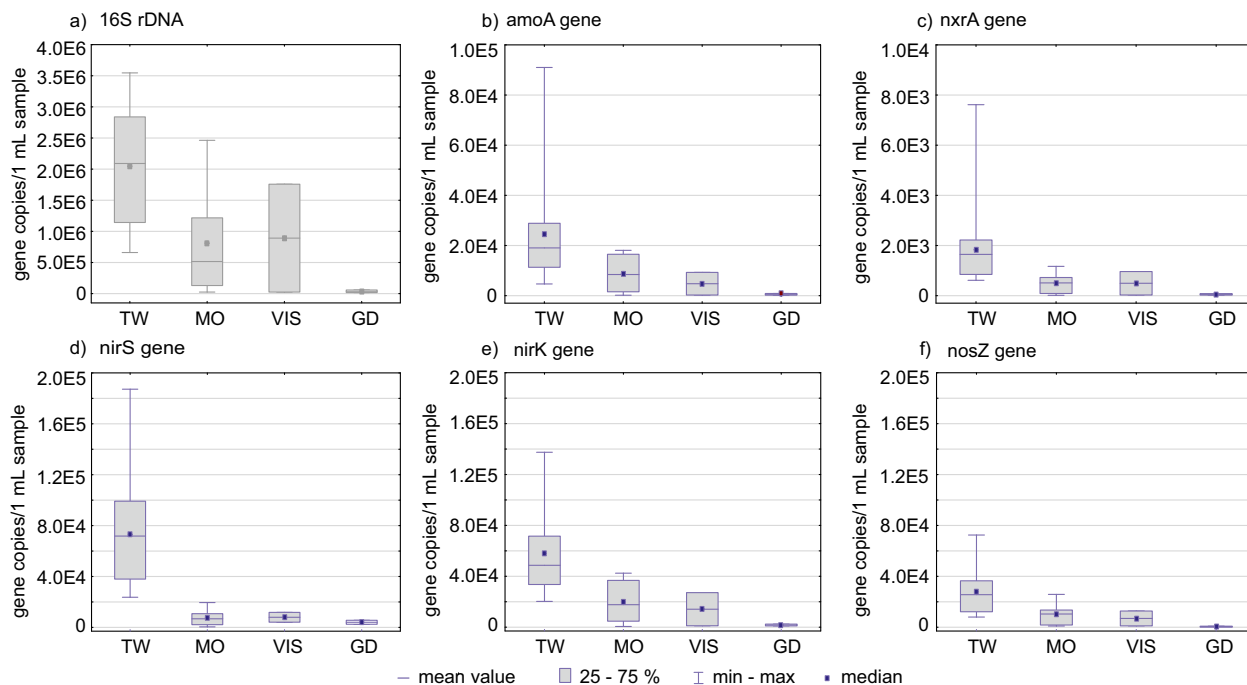 a) 16S rDNA
gene copies/1 mL sample
4.0E6
3.5E6
3.0E6
2.5E6
2.0E6
1.5E6
1.0E6
5.0E5
0
TW MO VIS GD
b) amoA gene
gene copies/1 mL sample
1.0E5
8.0E4
4.0E4
2.0E4
0
TW MO VIS GD
c) nxrA gene
gene copies/1 mL sample
1.0E4
8.0E3
4.0E3
2.0E3
0
TW MO VIS GD
d) nirS gene
gene copies/1 mL sample
2.0E5
1.6E5
1.2E5
8.0E4
4.0E4
0
TW MO VIS GD
e) nirK gene
gene copies/1 mL sample
2.0E5
1.6E5
1.2E5
8.0E4
4.0E4
0
TW MO VIS GD
f) nosZ gene
gene copies/1 mL sample
2.0E5
1.6E5
1.2E5
8.0E4
4.0E4
0
TW MO VIS GD
mean value 25 - 75 % min - max median